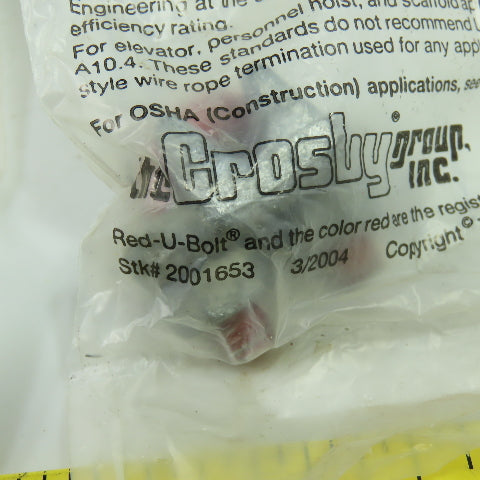 Engineering at the
hoist, and scaffold
efficiency rating.
For elevator, personnel
A10.4. These standards do not recommend
style wire rope termination used for any
For OSHA (Construction) applications, see
the Crosby® group, inc.
Red-U-Bolt® and the color red are the
Stk# 2001653 3/2004 Copyright©